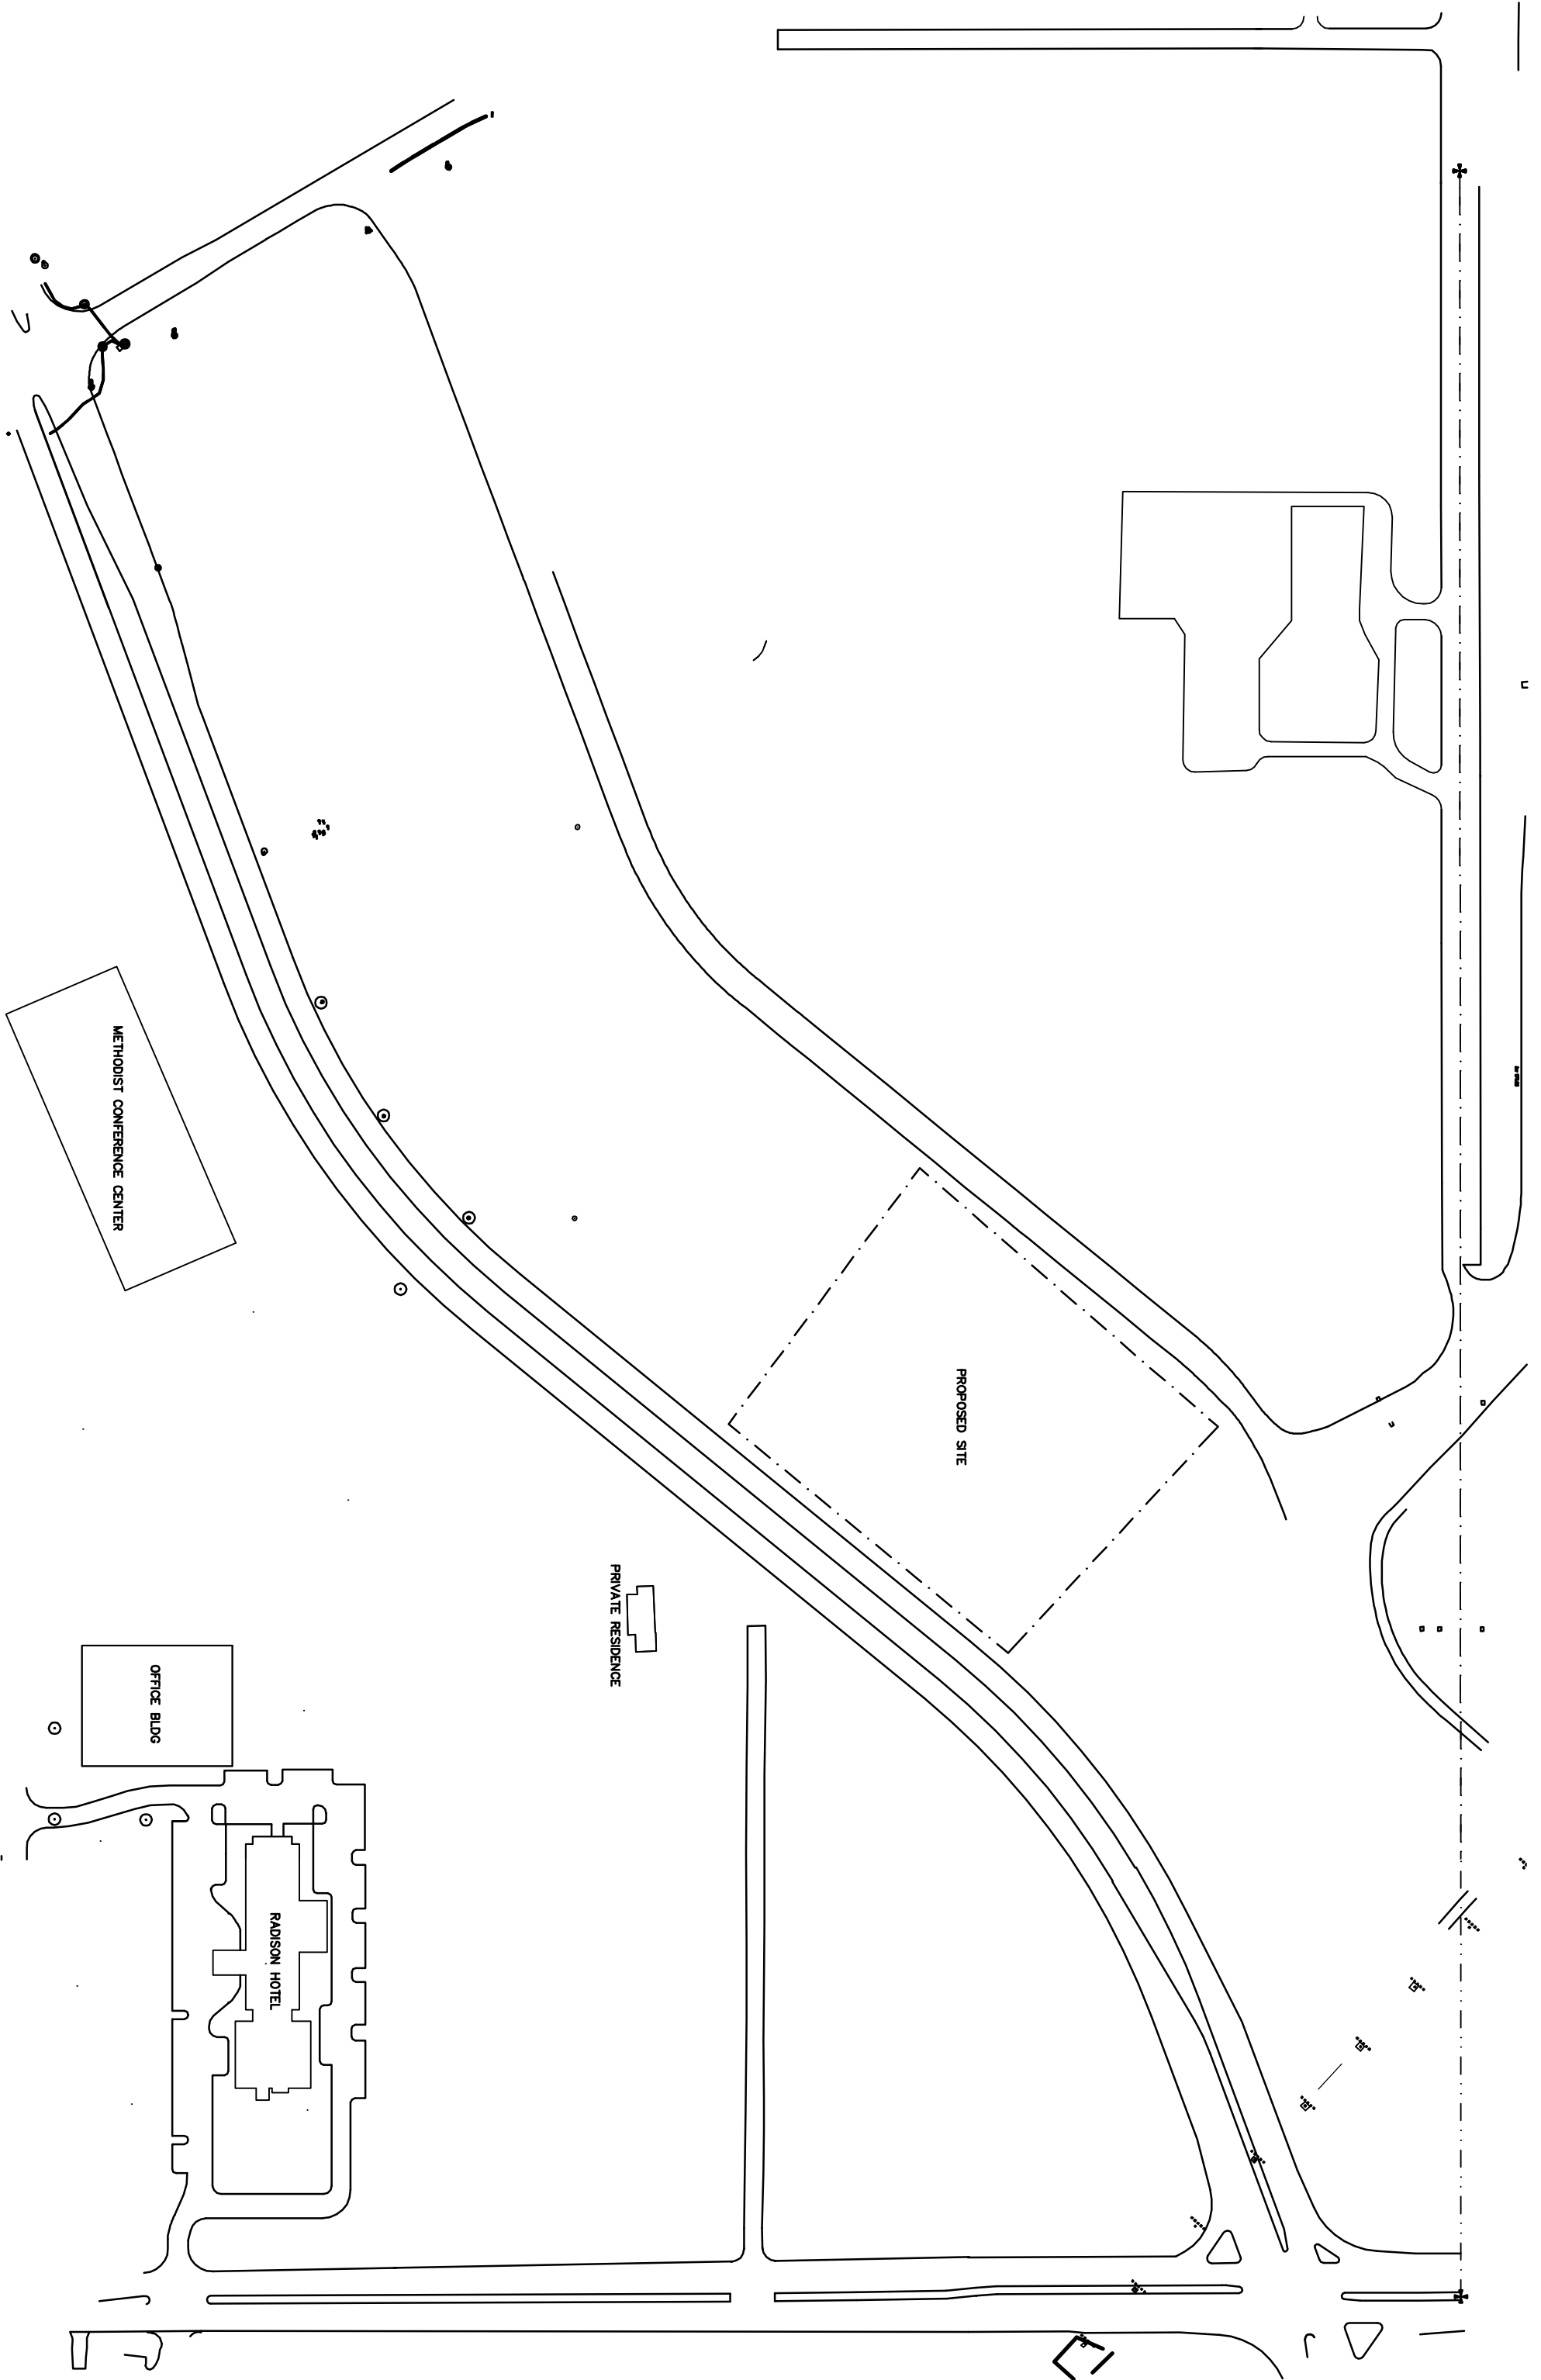 METHODIST CONFERENCE CENTER
PROPOSED SITE
PRIVATE RESIDENCE
OFFICE BLDG
RADISON HOTEL